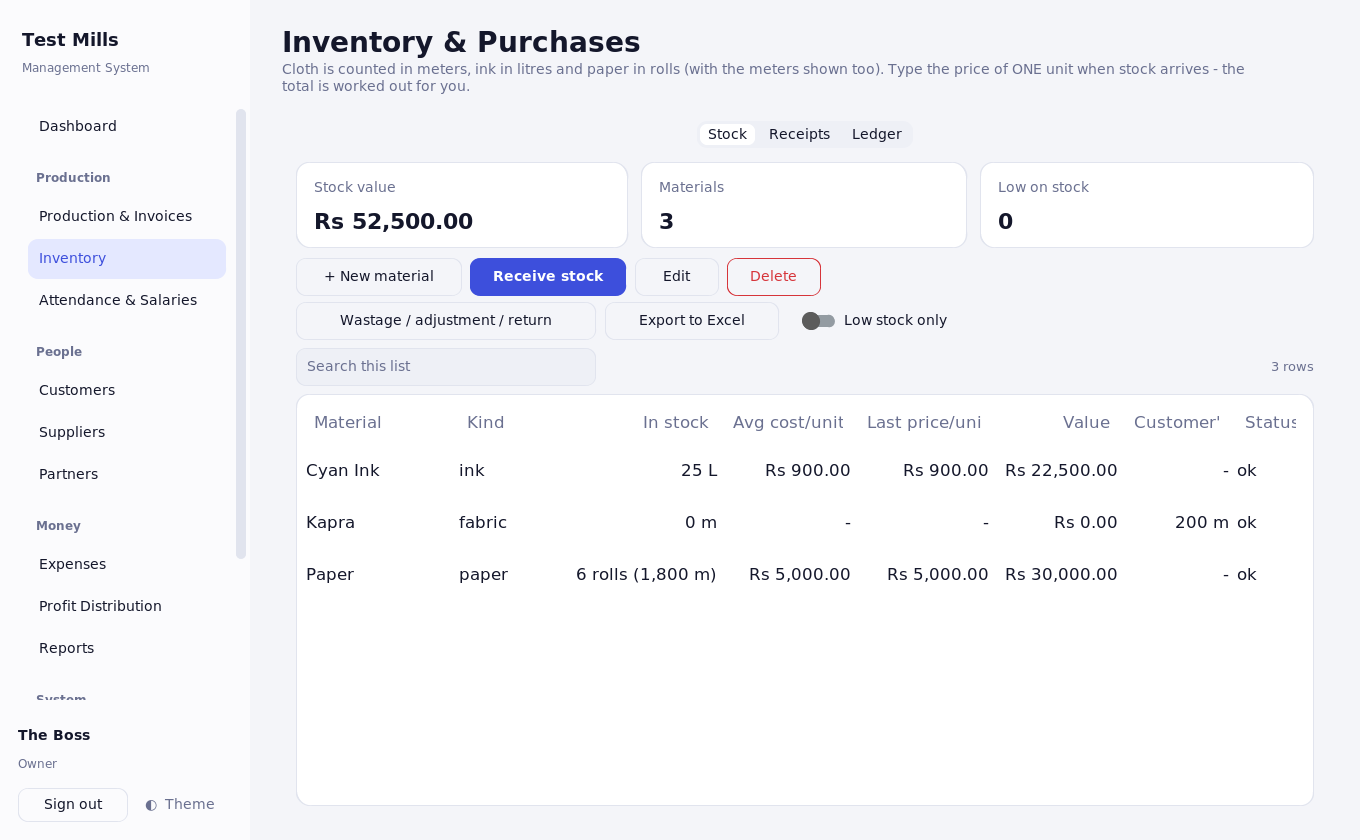 Test Mills
Management System
Dashboard
Production
Production & Invoices
Inventory
Attendance & Salaries
People
Customers
Suppliers
Partners
Money
Expenses
Profit Distribution
Reports
System
The Boss
Owner
Sign out
Theme
Inventory & Purchases
Cloth is counted in meters, ink in litres and paper in rolls (with the meters shown too). Type the price of ONE unit when stock arrives - the
total is worked out for you.
Stock Receipts Ledger
Stock value
Rs 52,500.00
Materials
3
Low on stock
0
+ New material Receive stock Edit Delete
Wastage / adjustment / return Export to Excel Low stock only
Search this list 3 rows
Material Kind In stock Avg cost/unit Last price/uni Value Customer' Status
Cyan Ink ink 25 L Rs 900.00 Rs 900.00 Rs 22,500.00 - ok
Kapra fabric 0 m - - Rs 0.00 200 m ok
Paper paper 6 rolls (1,800 m) Rs 5,000.00 Rs 5,000.00 Rs 30,000.00 - ok